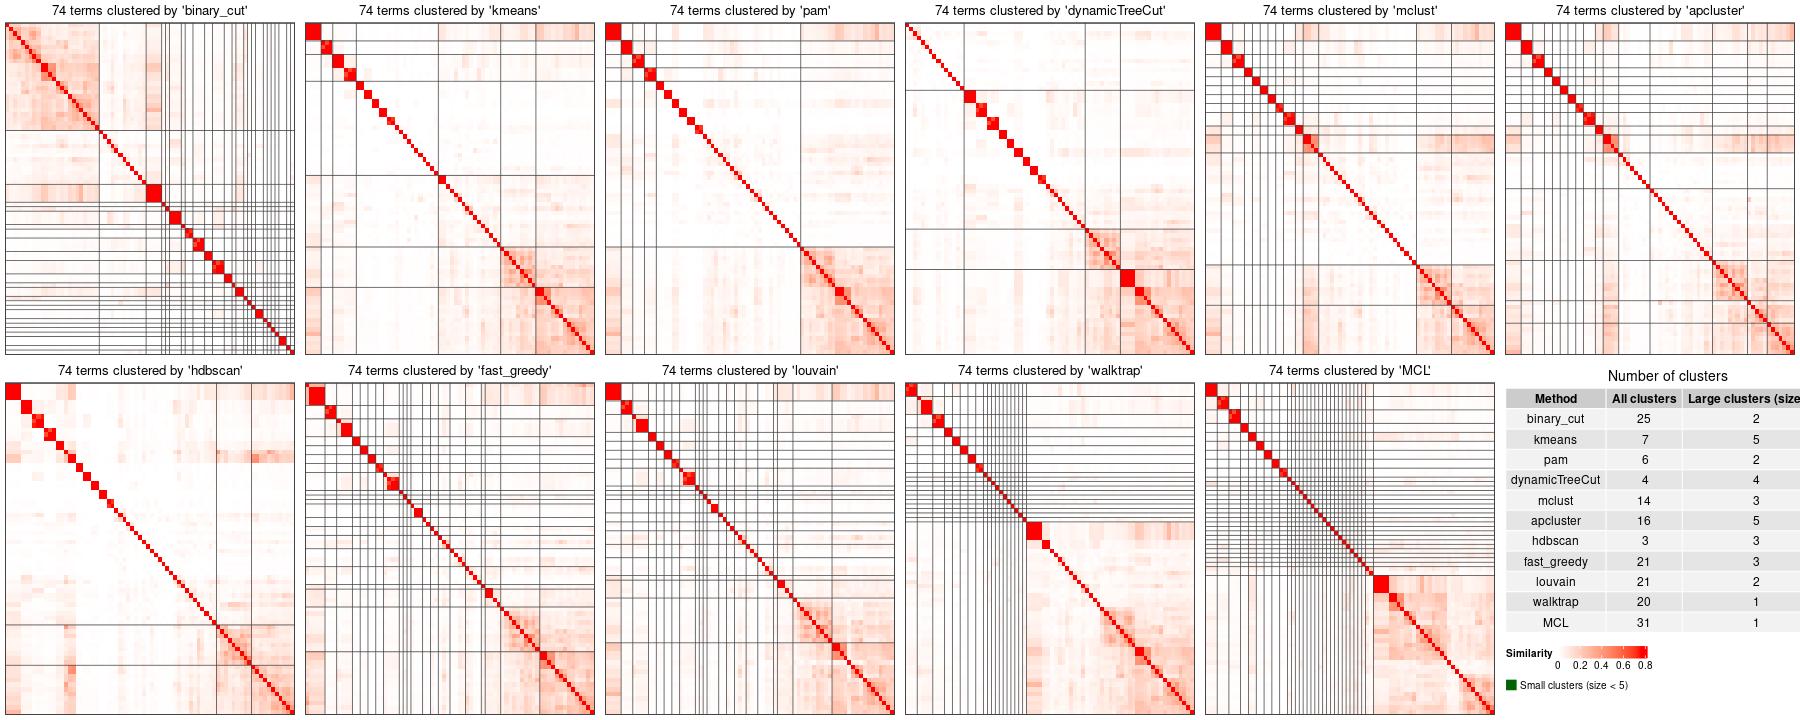 74 terms clustered by 'binary_cut'
74 terms clustered by 'kmeans'
74 terms clustered by 'pam'
74 terms clustered by 'dynamicTreeCut'
74 terms clustered by 'mclust'
74 terms clustered by 'apcluster'
74 terms clustered by 'hdbscan'
74 terms clustered by 'fast_greedy'
74 terms clustered by 'louvain'
74 terms clustered by 'walktrap'
74 terms clustered by 'MCL'
Number of clusters
Method All clusters Large clusters (size
binary_cut 25 2
kmeans 7 5
pam 6 2
dynamicTreeCut 4 4
mclust 14 3
apcluster 16 5
hdbscan 3 3
fast_greedy 21 3
louvain 21 2
walktrap 20 1
MCL 31 1
Similarity
0 0.2 0.4 0.6 0.8
Small clusters (size < 5)